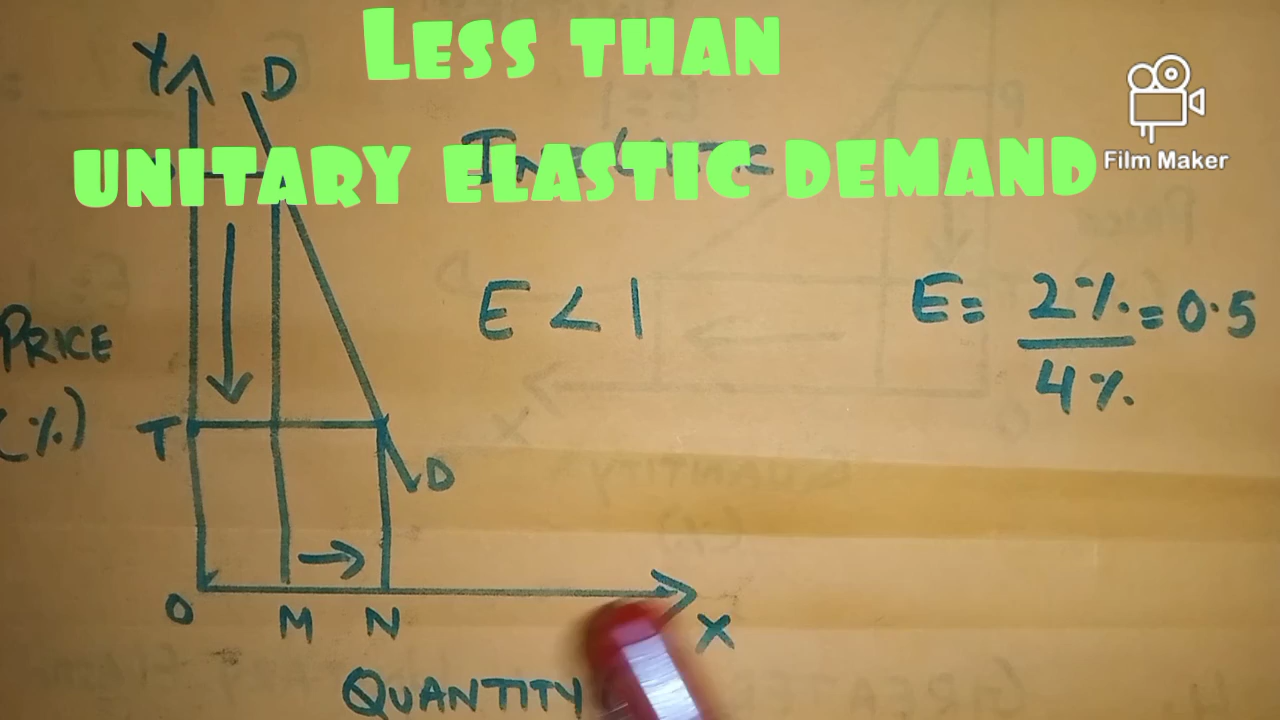 LESS THAN
UNITARY ELASTIC DEMAND
Film Maker
Y
D
E < 1
E = 2% / 4% = 0.5
PRICE
(%)
T
D
O
M
N
X
QUANTITY